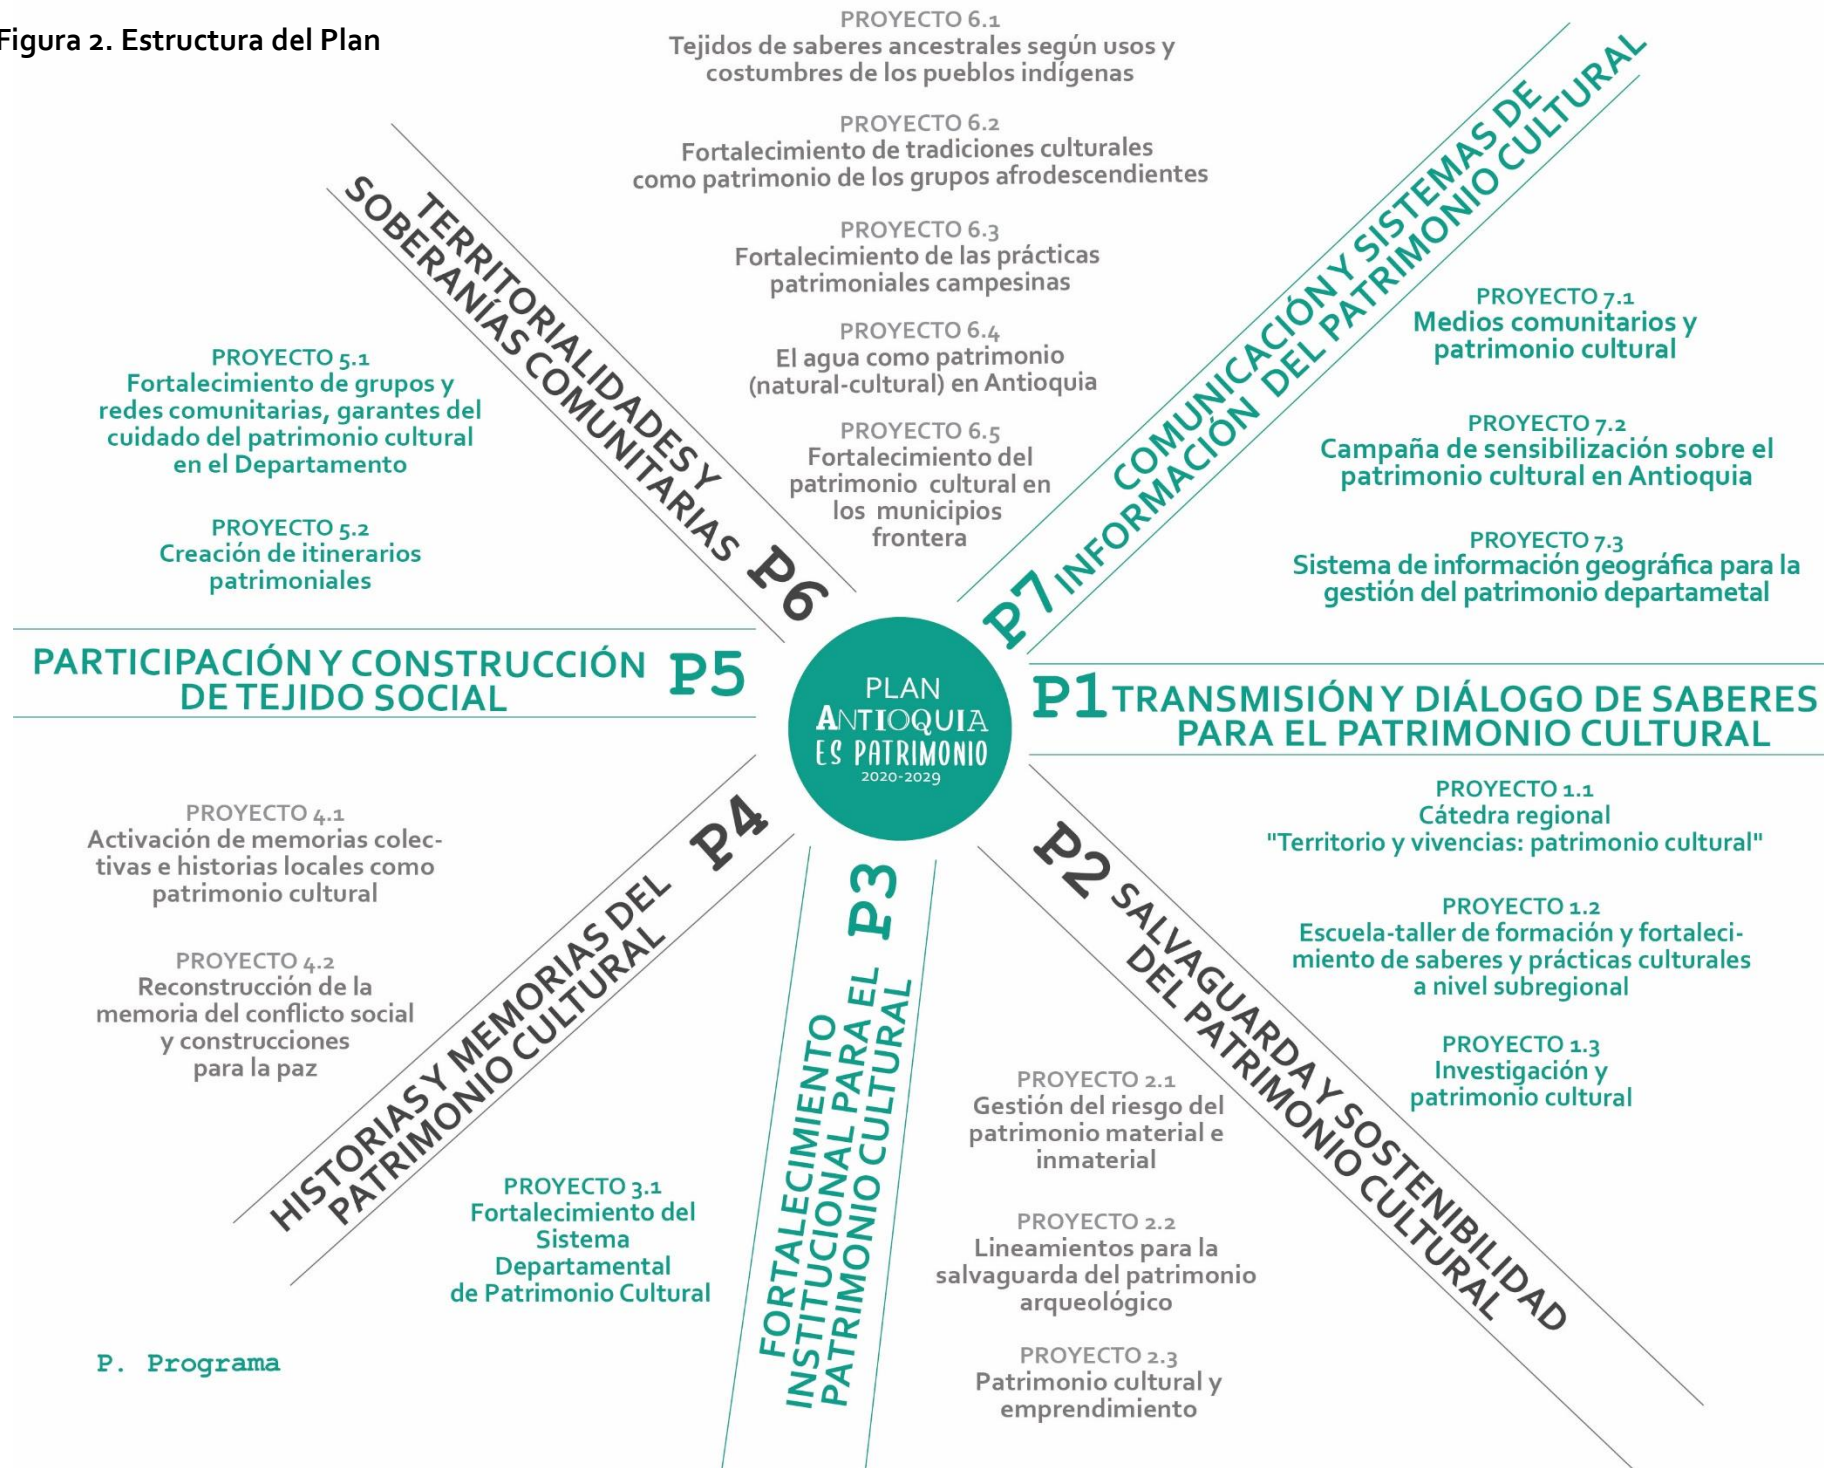 Figura 2. Estructura del Plan
PLAN
ANTIOQUIA
ES PATRIMONIO
2020-2029
P1 TRANSMISIÓN Y DIÁLOGO DE SABERES
PARA EL PATRIMONIO CULTURAL
PROYECTO 1.1
Cátedra regional
"Territorio y vivencias: patrimonio cultural"
PROYECTO 1.2
Escuela-taller de formación y fortaleci-
miento de saberes y prácticas culturales
a nivel subregional
PROYECTO 1.3
Investigación y
patrimonio cultural
P2 SALVAGUARDA Y SOSTENIBILIDAD
DEL PATRIMONIO CULTURAL
PROYECTO 2.1
Gestión del riesgo del
patrimonio material e
inmaterial
PROYECTO 2.2
Lineamientos para la
salvaguarda del patrimonio
arqueológico
PROYECTO 2.3
Patrimonio cultural y
emprendimiento
P3
FORTALECIMIENTO
INSTITUCIONAL PARA EL
PATRIMONIO CULTURAL
PROYECTO 3.1
Fortalecimiento del
Sistema
Departamental
de Patrimonio Cultural
P4
HISTORIAS Y MEMORIAS DEL
PATRIMONIO CULTURAL
PROYECTO 4.1
Activación de memorias colec-
tivas e historias locales como
patrimonio cultural
PROYECTO 4.2
Reconstrucción de la
memoria del conflicto social
y construcciones
para la paz
PARTICIPACIÓN Y CONSTRUCCIÓN
DE TEJIDO SOCIAL
P5
PROYECTO 5.1
Fortalecimiento de grupos y
redes comunitarias, garantes del
cuidado del patrimonio cultural
en el Departamento
PROYECTO 5.2
Creación de itinerarios
patrimoniales
TERRITORIALIDADES Y
SOBERANÍAS COMUNITARIAS
P6
PROYECTO 6.1
Tejidos de saberes ancestrales según usos y
costumbres de los pueblos indígenas
PROYECTO 6.2
Fortalecimiento de tradiciones culturales
como patrimonio de los grupos afrodescendientes
PROYECTO 6.3
Fortalecimiento de las prácticas
patrimoniales campesinas
PROYECTO 6.4
El agua como patrimonio
(natural-cultural) en Antioquia
PROYECTO 6.5
Fortalecimiento del
patrimonio cultural en
los municipios
frontera
P7
COMUNICACIÓN Y SISTEMAS DE
INFORMACIÓN DEL PATRIMONIO CULTURAL
PROYECTO 7.1
Medios comunitarios y
patrimonio cultural
PROYECTO 7.2
Campaña de sensibilización sobre el
patrimonio cultural en Antioquia
PROYECTO 7.3
Sistema de información geográfica para la
gestión del patrimonio departametal
P. Programa